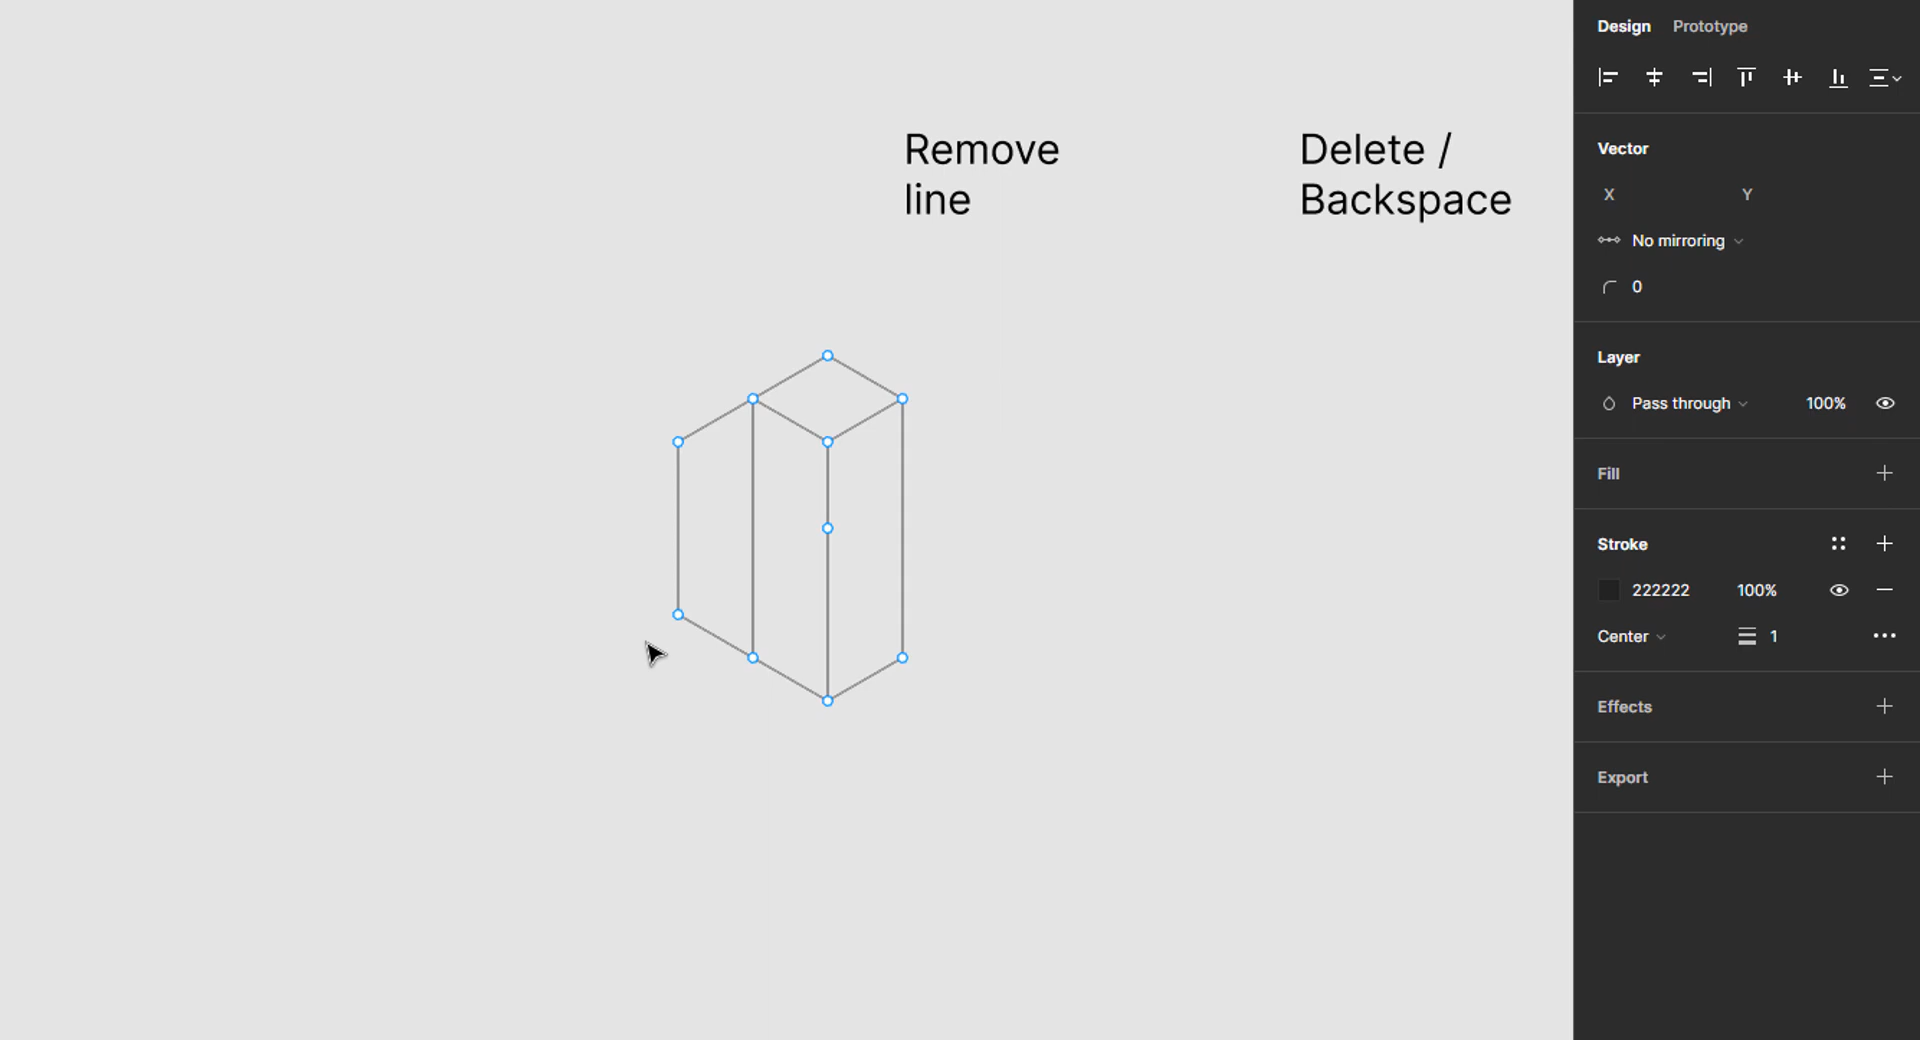 Remove
line
Delete /
Backspace
Design Prototype
Vector
X Y
No mirroring
0
Layer
Pass through 100%
Fill
Stroke
222222 100%
Center 1
Effects
Export